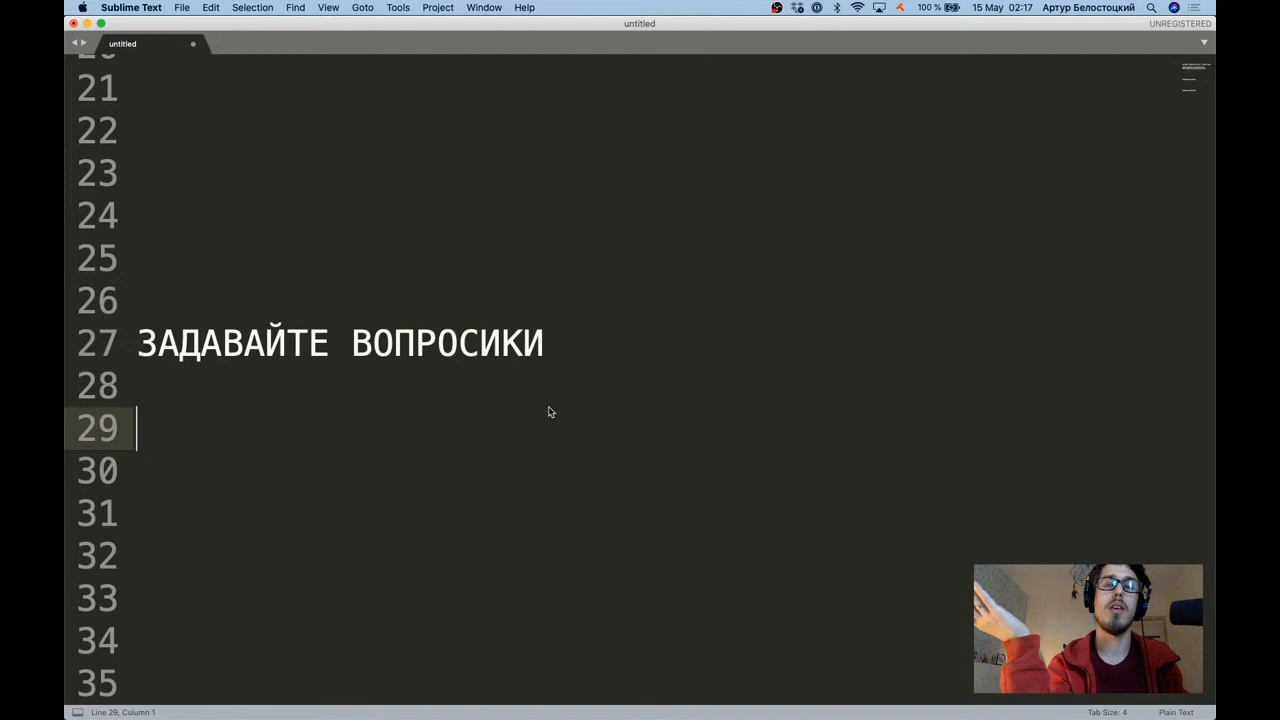 Sublime Text File Edit Selection Find View Goto Tools Project Window Help 100 % 15 May 02:17 Артур Белостоцкий
untitled UNREGISTERED
untitled
21
22
23
24
25
26
27 ЗАДАВАЙТЕ ВОПРОСИКИ
28
29
30
31
32
33
34
35
Line 29, Column 1 Tab Size: 4 Plain Text